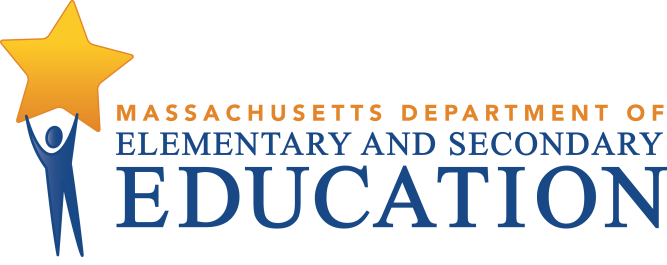 MASSACHUSETTS DEPARTMENT OF
ELEMENTARY AND SECONDARY
EDUCATION